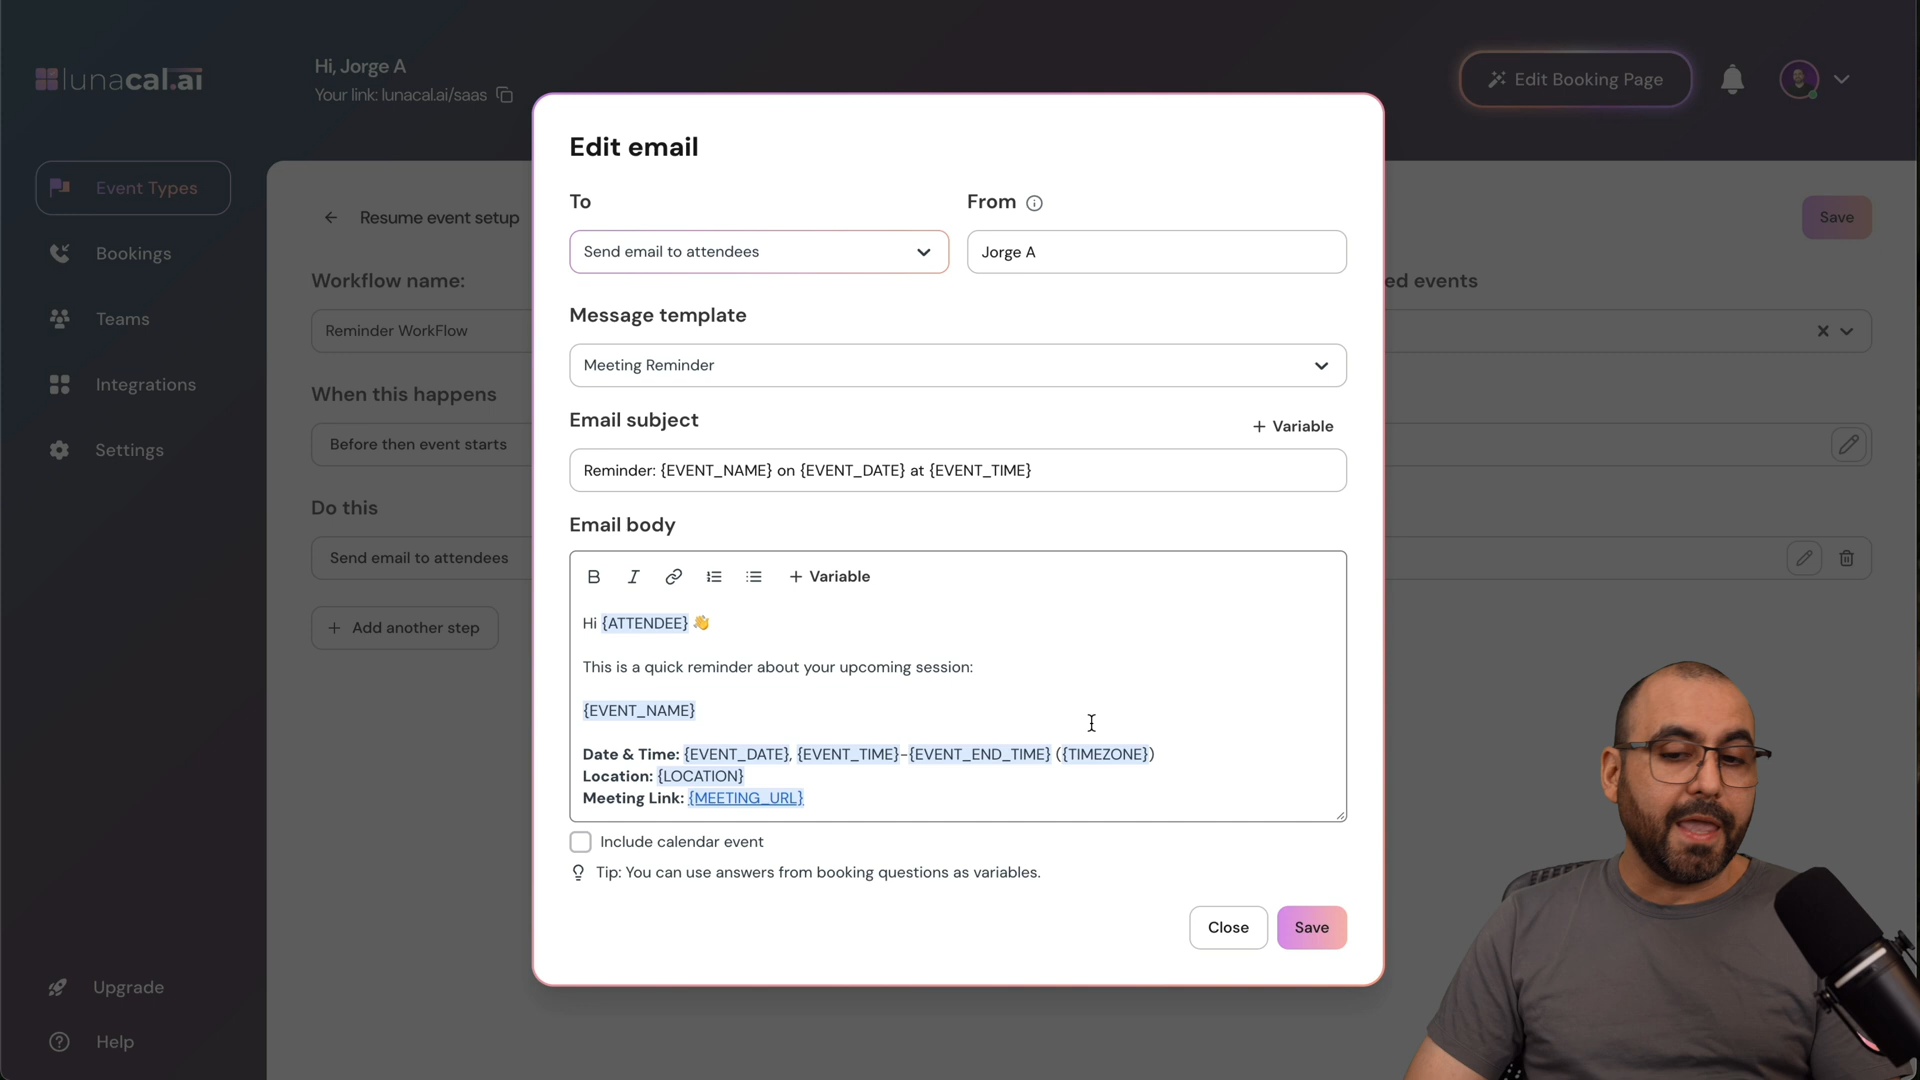 lunacal.ai
Hi, Jorge A
Your link: lunacal.ai/saas
Edit Booking Page
Event Types
Bookings
Teams
Integrations
Settings
Upgrade
Help
Resume event setup
Save
Workflow name:
ed events
Reminder WorkFlow
When this happens
Before then event starts
Do this
Send email to attendees
+ Add another step
Edit email
To
From
Send email to attendees
Jorge A
Message template
Meeting Reminder
Email subject
+ Variable
Reminder: {EVENT_NAME} on {EVENT_DATE} at {EVENT_TIME}
Email body
B I + Variable
Hi {ATTENDEE} 👋
This is a quick reminder about your upcoming session:
{EVENT_NAME}
Date & Time: {EVENT_DATE}, {EVENT_TIME}-{EVENT_END_TIME} ({TIMEZONE})
Location: {LOCATION}
Meeting Link: {MEETING_URL}
Include calendar event
Tip: You can use answers from booking questions as variables.
Close
Save